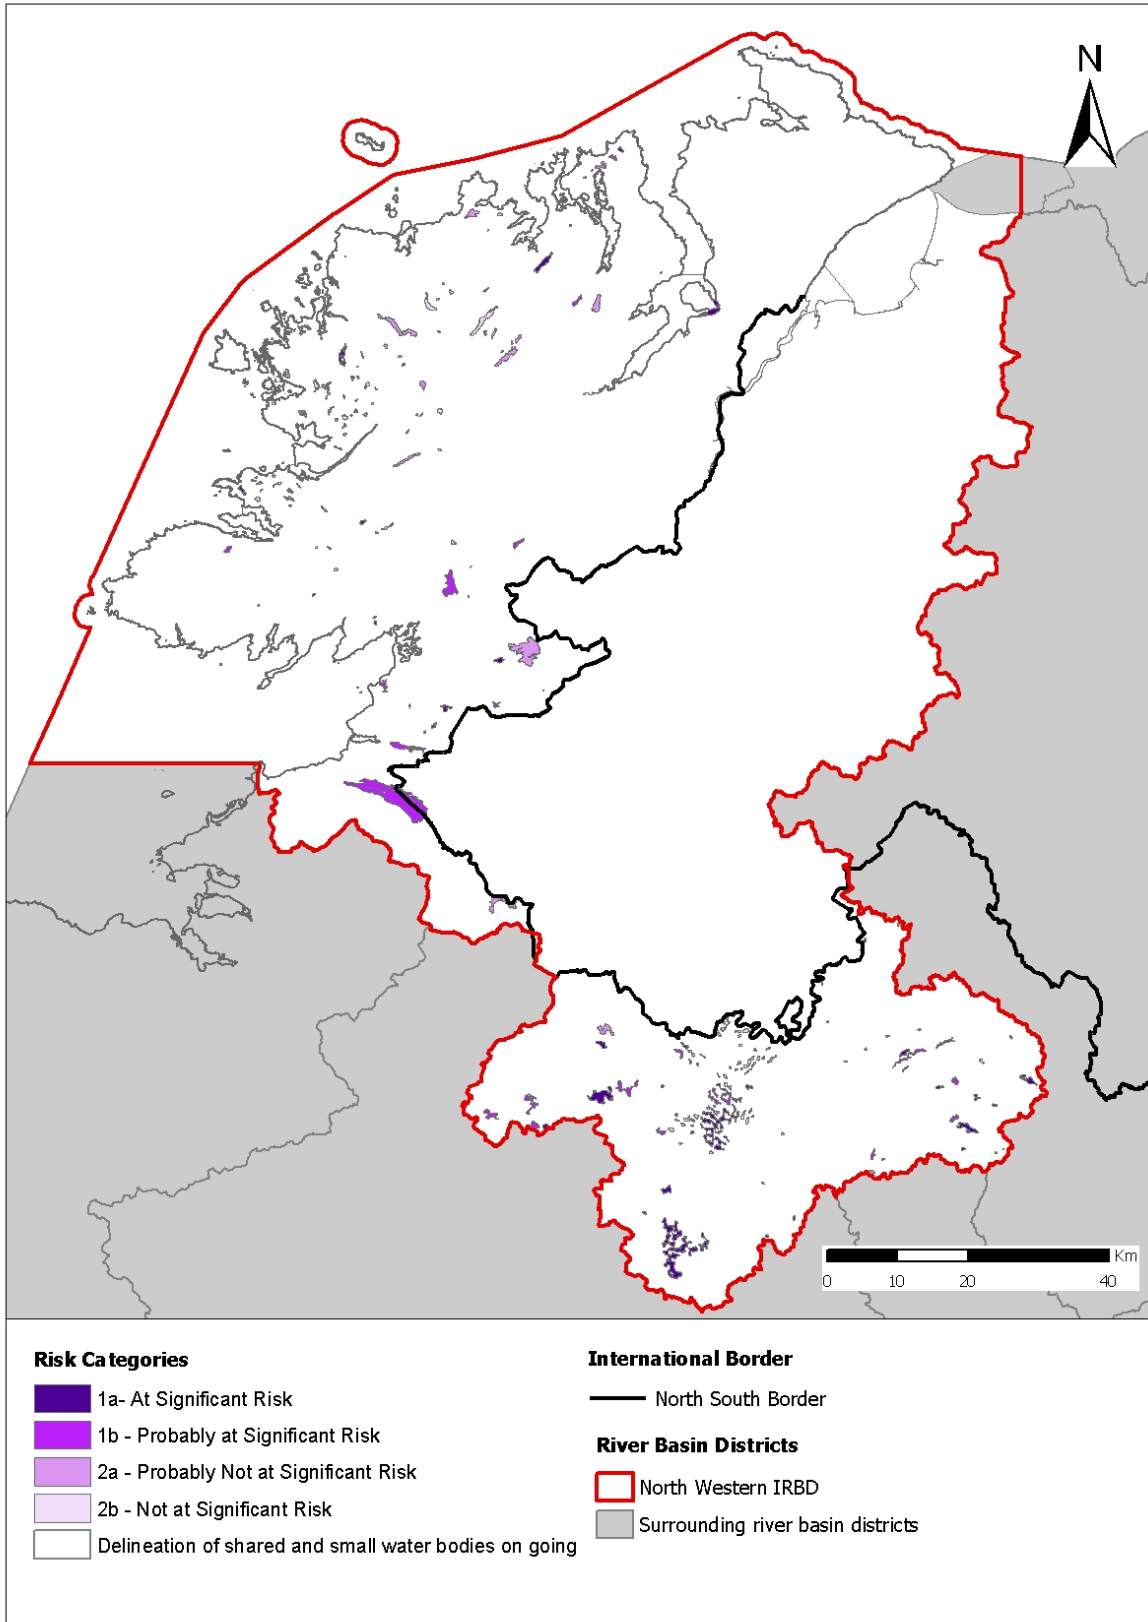 N
Km
0 10 20 40
Risk Categories
1a- At Significant Risk
1b - Probably at Significant Risk
2a - Probably Not at Significant Risk
2b - Not at Significant Risk
Delineation of shared and small water bodies on going
International Border
North South Border
River Basin Districts
North Western IRBD
Surrounding river basin districts